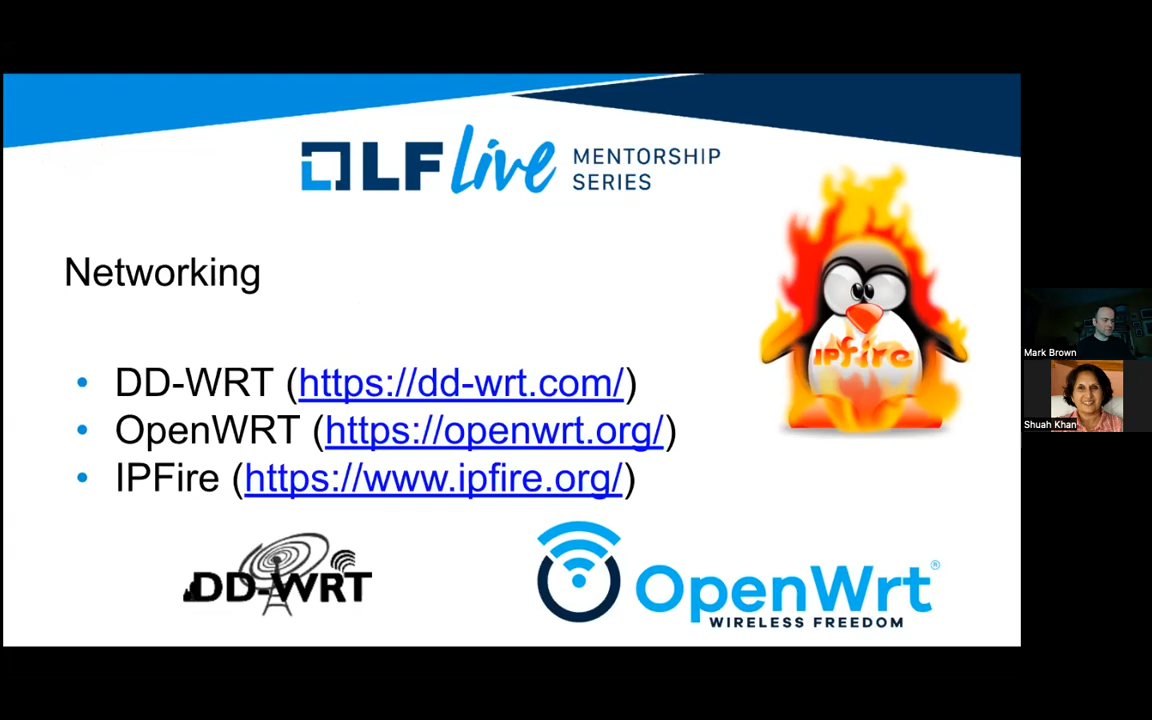 LF Live MENTORSHIP
SERIES
Networking
ipfire
• DD-WRT (https://dd-wrt.com/)
• OpenWRT (https://openwrt.org/)
• IPFire (https://www.ipfire.org/)
DD-WRT
OpenWrt®
WIRELESS FREEDOM
Mark Brown
Shuah Khan